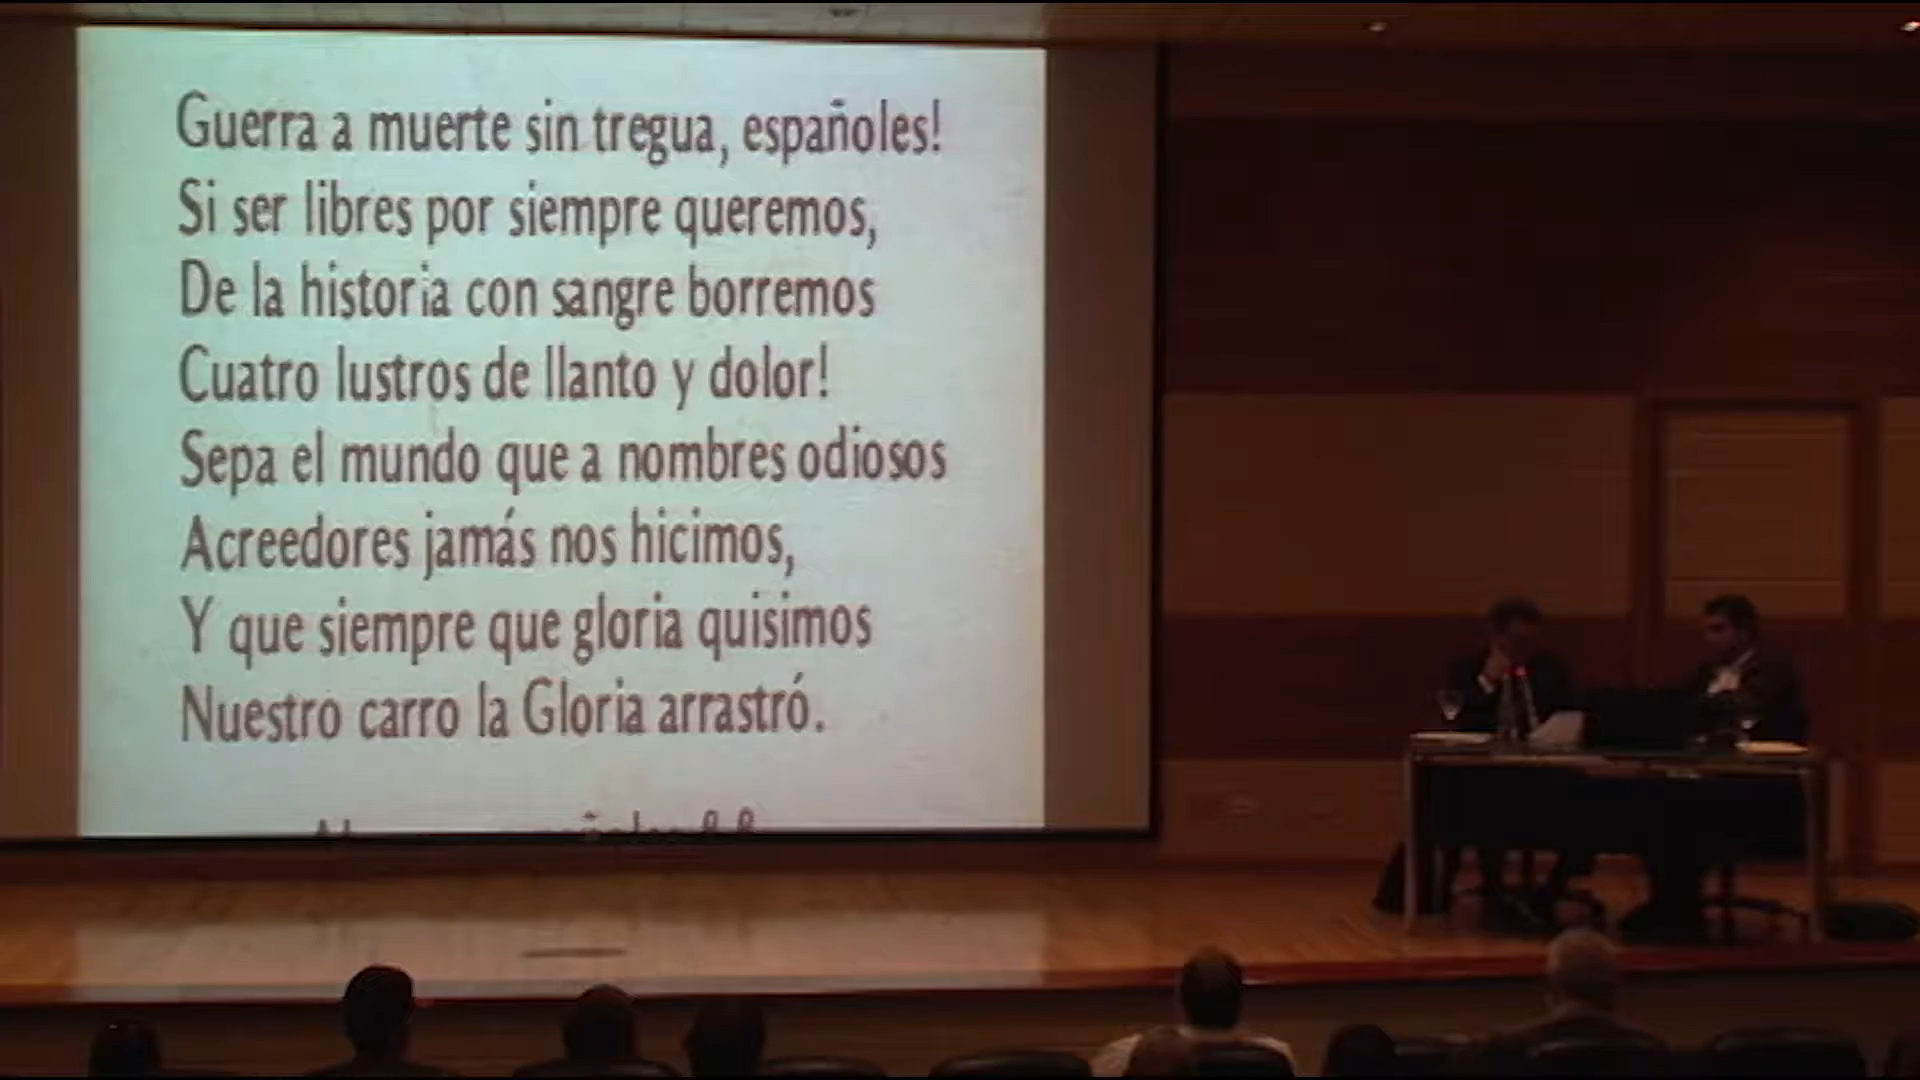 Guerra a muerte sin tregua, españoles!
Si ser libres por siempre queremos,
De la historia con sangre borremos
Cuatro lustros de llanto y dolor!
Sepa el mundo que a nombres odiosos
Acreedores jamás nos hicimos,
Y que siempre que gloria quisimos
Nuestro carro la Gloria arrastró.